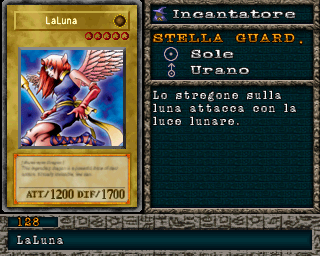 LaLuna
ATT/1200 DIF/1700
Incantatore
STELLA GUARD.
Sole
Urano
Lo stregone sulla
luna attacca con la
luce lunare.
128
LaLuna